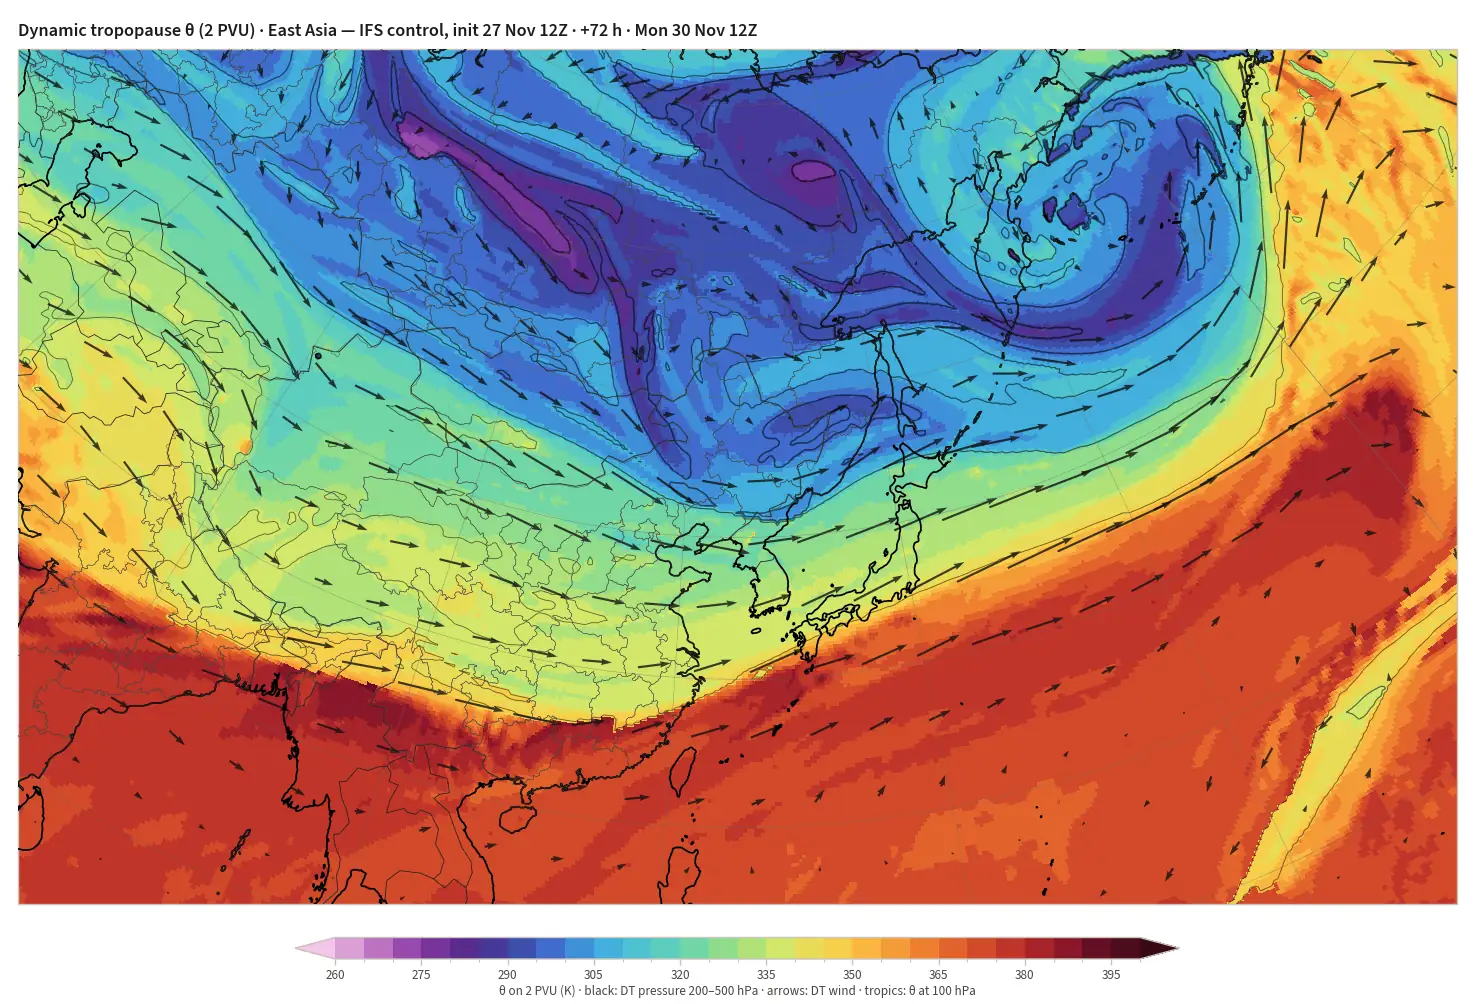 Dynamic tropopause θ (2 PVU) · East Asia — IFS control, init 27 Nov 12Z · +72 h · Mon 30 Nov 12Z
260 275 290 305 320 335 350 365 380 395
θ on 2 PVU (K) · black: DT pressure 200–500 hPa · arrows: DT wind · tropics: θ at 100 hPa